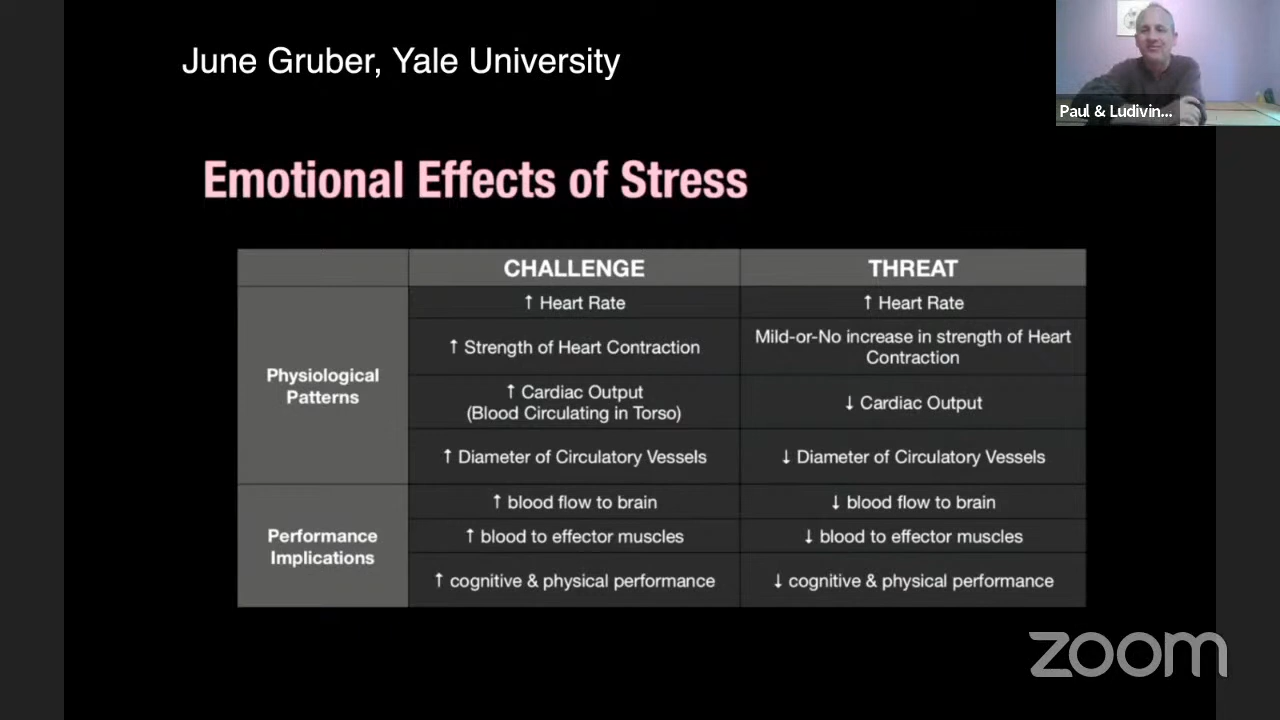 June Gruber, Yale University
Paul & Ludivin...
Emotional Effects of Stress
CHALLENGE
THREAT
Physiological
Patterns
↑ Heart Rate
↑ Heart Rate
↑ Strength of Heart Contraction
Mild-or-No increase in strength of Heart
Contraction
↑ Cardiac Output
(Blood Circulating in Torso)
↓ Cardiac Output
↑ Diameter of Circulatory Vessels
↓ Diameter of Circulatory Vessels
Performance
Implications
↑ blood flow to brain
↓ blood flow to brain
↑ blood to effector muscles
↓ blood to effector muscles
↑ cognitive & physical performance
↓ cognitive & physical performance
zoom